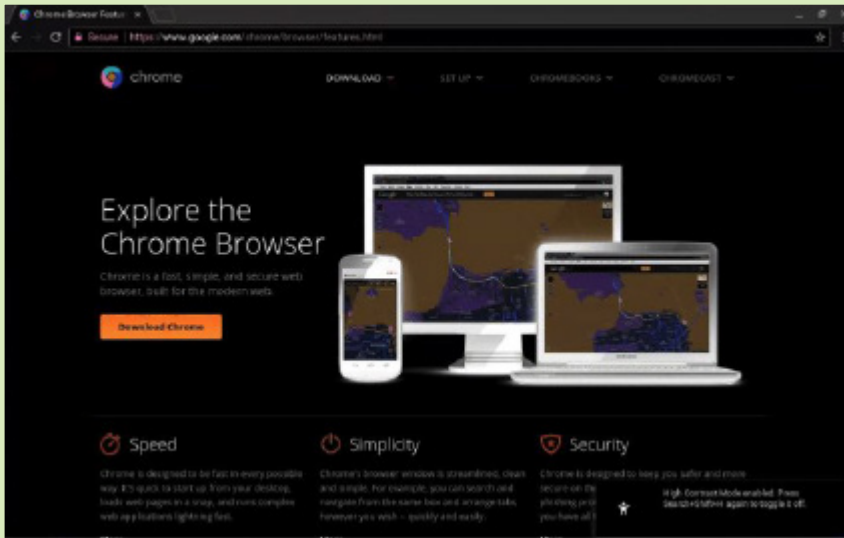 Chrome Browser Featur
Secure | https://www.google.com/chrome/browser/features.html
chrome
DOWNLOAD
SET UP
CHROMEBOOKS
CHROMECAST
Explore the
Chrome Browser
Chrome is a fast, simple, and secure web
browser, built for the modern web.
Download Chrome
Speed
Chrome is designed to be fast in every possible
way. It's quick to start up from your desktop,
loads web pages in a snap, and runs complex
web applications lightning fast.
Simplicity
Chrome's browser window is streamlined, clean
and simple. For example, you can search and
navigate from the same box and arrange tabs
however you wish – quickly and easily.
Security
Chrome is designed to keep you safer and more
secure on the
phishing
you have all
High Contrast Mode enabled. Press
Search+Shift+H again to toggle it off.